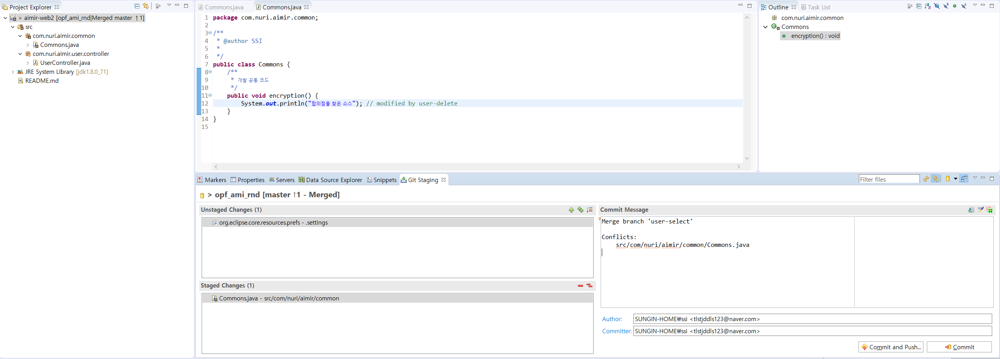 Project Explorer
> aimir-web2 [opf_ami_rnd|Merged master ↑1]
src
com.nuri.aimir.common
Commons.java
com.nuri.aimir.user.controller
UserController.java
JRE System Library [jdk1.8.0_71]
README.md
Commons.java
Commons.java
1 package com.nuri.aimir.common;
2
3 /**
4  * @author SSI
5  *
6  */
7 public class Commons {
8     /**
9      * 개발 공통 코드
10      */
11     public void encryption() {
12         System.out.println("합의점을 찾은 소스"); // modified by user-delete
13     }
14 }
15
Outline
Task List
com.nuri.aimir.common
Commons
encryption() : void
Markers
Properties
Servers
Data Source Explorer
Snippets
Git Staging
Filter files
> opf_ami_rnd [master ↑1 - Merged]
Unstaged Changes (1)
org.eclipse.core.resources.prefs - .settings
Staged Changes (1)
Commons.java - src/com/nuri/aimir/common
Commit Message
Merge branch 'user-select'
Conflicts:
src/com/nuri/aimir/common/Commons.java
Author: SUNGIN-HOME₩ssi <tlstjddls123@naver.com>
Committer: SUNGIN-HOME₩ssi <tlstjddls123@naver.com>
Commit and Push...
Commit